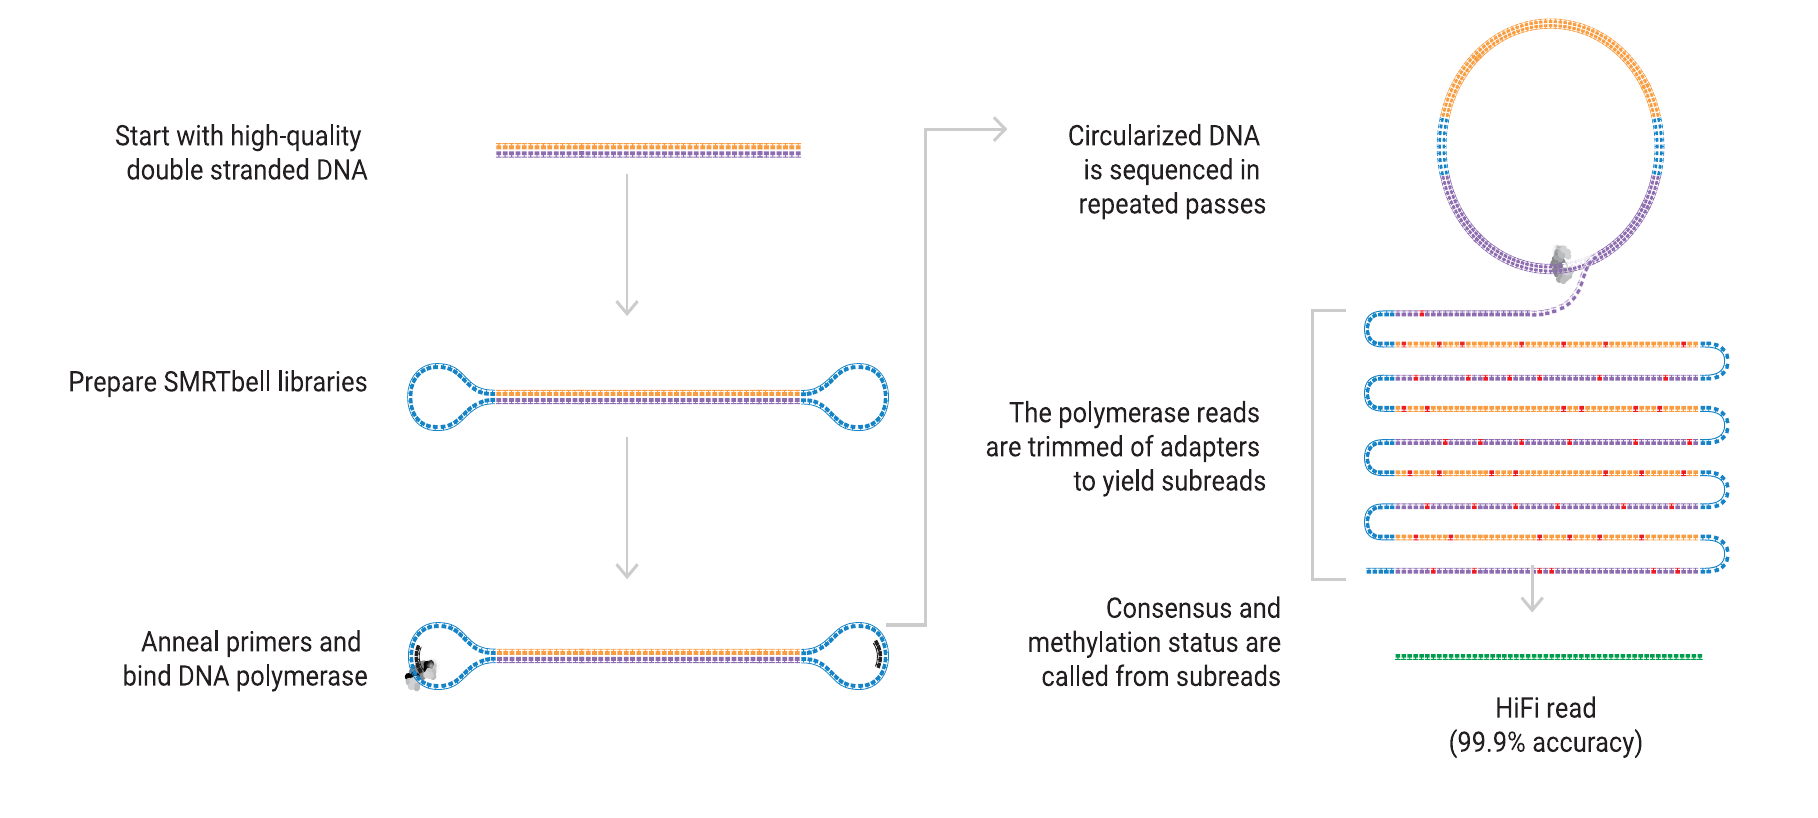 Start with high-quality
double stranded DNA
Prepare SMRTbell libraries
Anneal primers and
bind DNA polymerase
Circularized DNA
is sequenced in
repeated passes
The polymerase reads
are trimmed of adapters
to yield subreads
Consensus and
methylation status are
called from subreads
HiFi read
(99.9% accuracy)